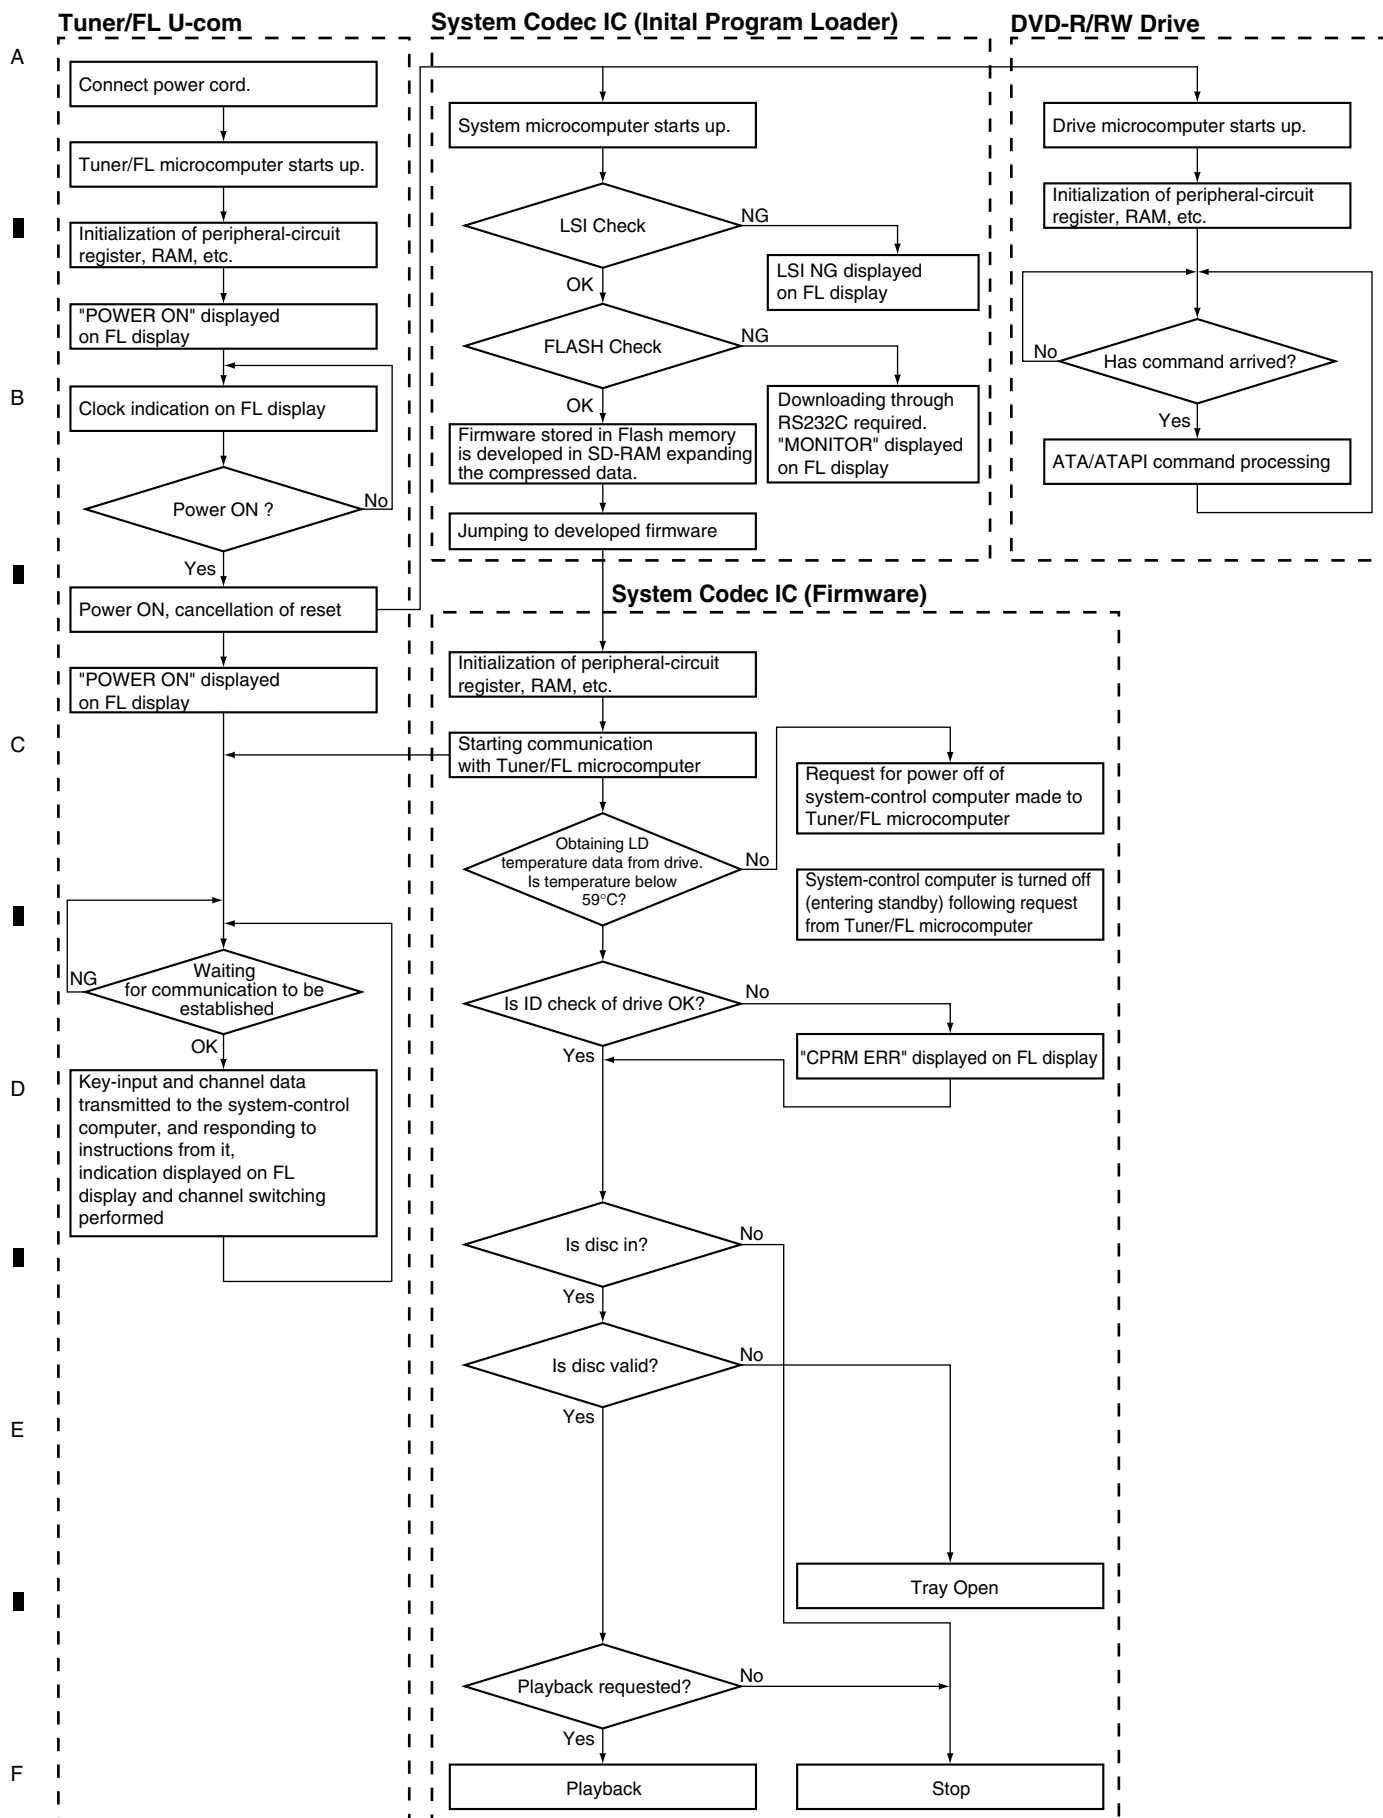 Tuner/FL U-com
System Codec IC (Inital Program Loader)
DVD-R/RW Drive
A
Connect power cord.
Tuner/FL microcomputer starts up.
Initialization of peripheral-circuit
register, RAM, etc.
"POWER ON" displayed
on FL display
B
Clock indication on FL display
Power ON ?
No
Yes
Power ON, cancellation of reset
"POWER ON" displayed
on FL display
C
NG
Waiting
for communication to be
established
OK
D
Key-input and channel data
transmitted to the system-control
computer, and responding to
instructions from it,
indication displayed on FL
display and channel switching
performed
E
F
System microcomputer starts up.
LSI Check
NG
LSI NG displayed
on FL display
OK
FLASH Check
NG
Downloading through
RS232C required.
"MONITOR" displayed
on FL display
OK
Firmware stored in Flash memory
is developed in SD-RAM expanding
the compressed data.
Jumping to developed firmware
Drive microcomputer starts up.
Initialization of peripheral-circuit
register, RAM, etc.
Has command arrived?
No
Yes
ATA/ATAPI command processing
System Codec IC (Firmware)
Initialization of peripheral-circuit
register, RAM, etc.
Starting communication
with Tuner/FL microcomputer
Obtaining LD
temperature data from drive.
Is temperature below
59°C?
No
Request for power off of
system-control computer made to
Tuner/FL microcomputer
System-control computer is turned off
(entering standby) following request
from Tuner/FL microcomputer
Is ID check of drive OK?
No
"CPRM ERR" displayed on FL display
Yes
Is disc in?
No
Yes
Is disc valid?
No
Yes
Tray Open
Playback requested?
No
Yes
Playback
Stop